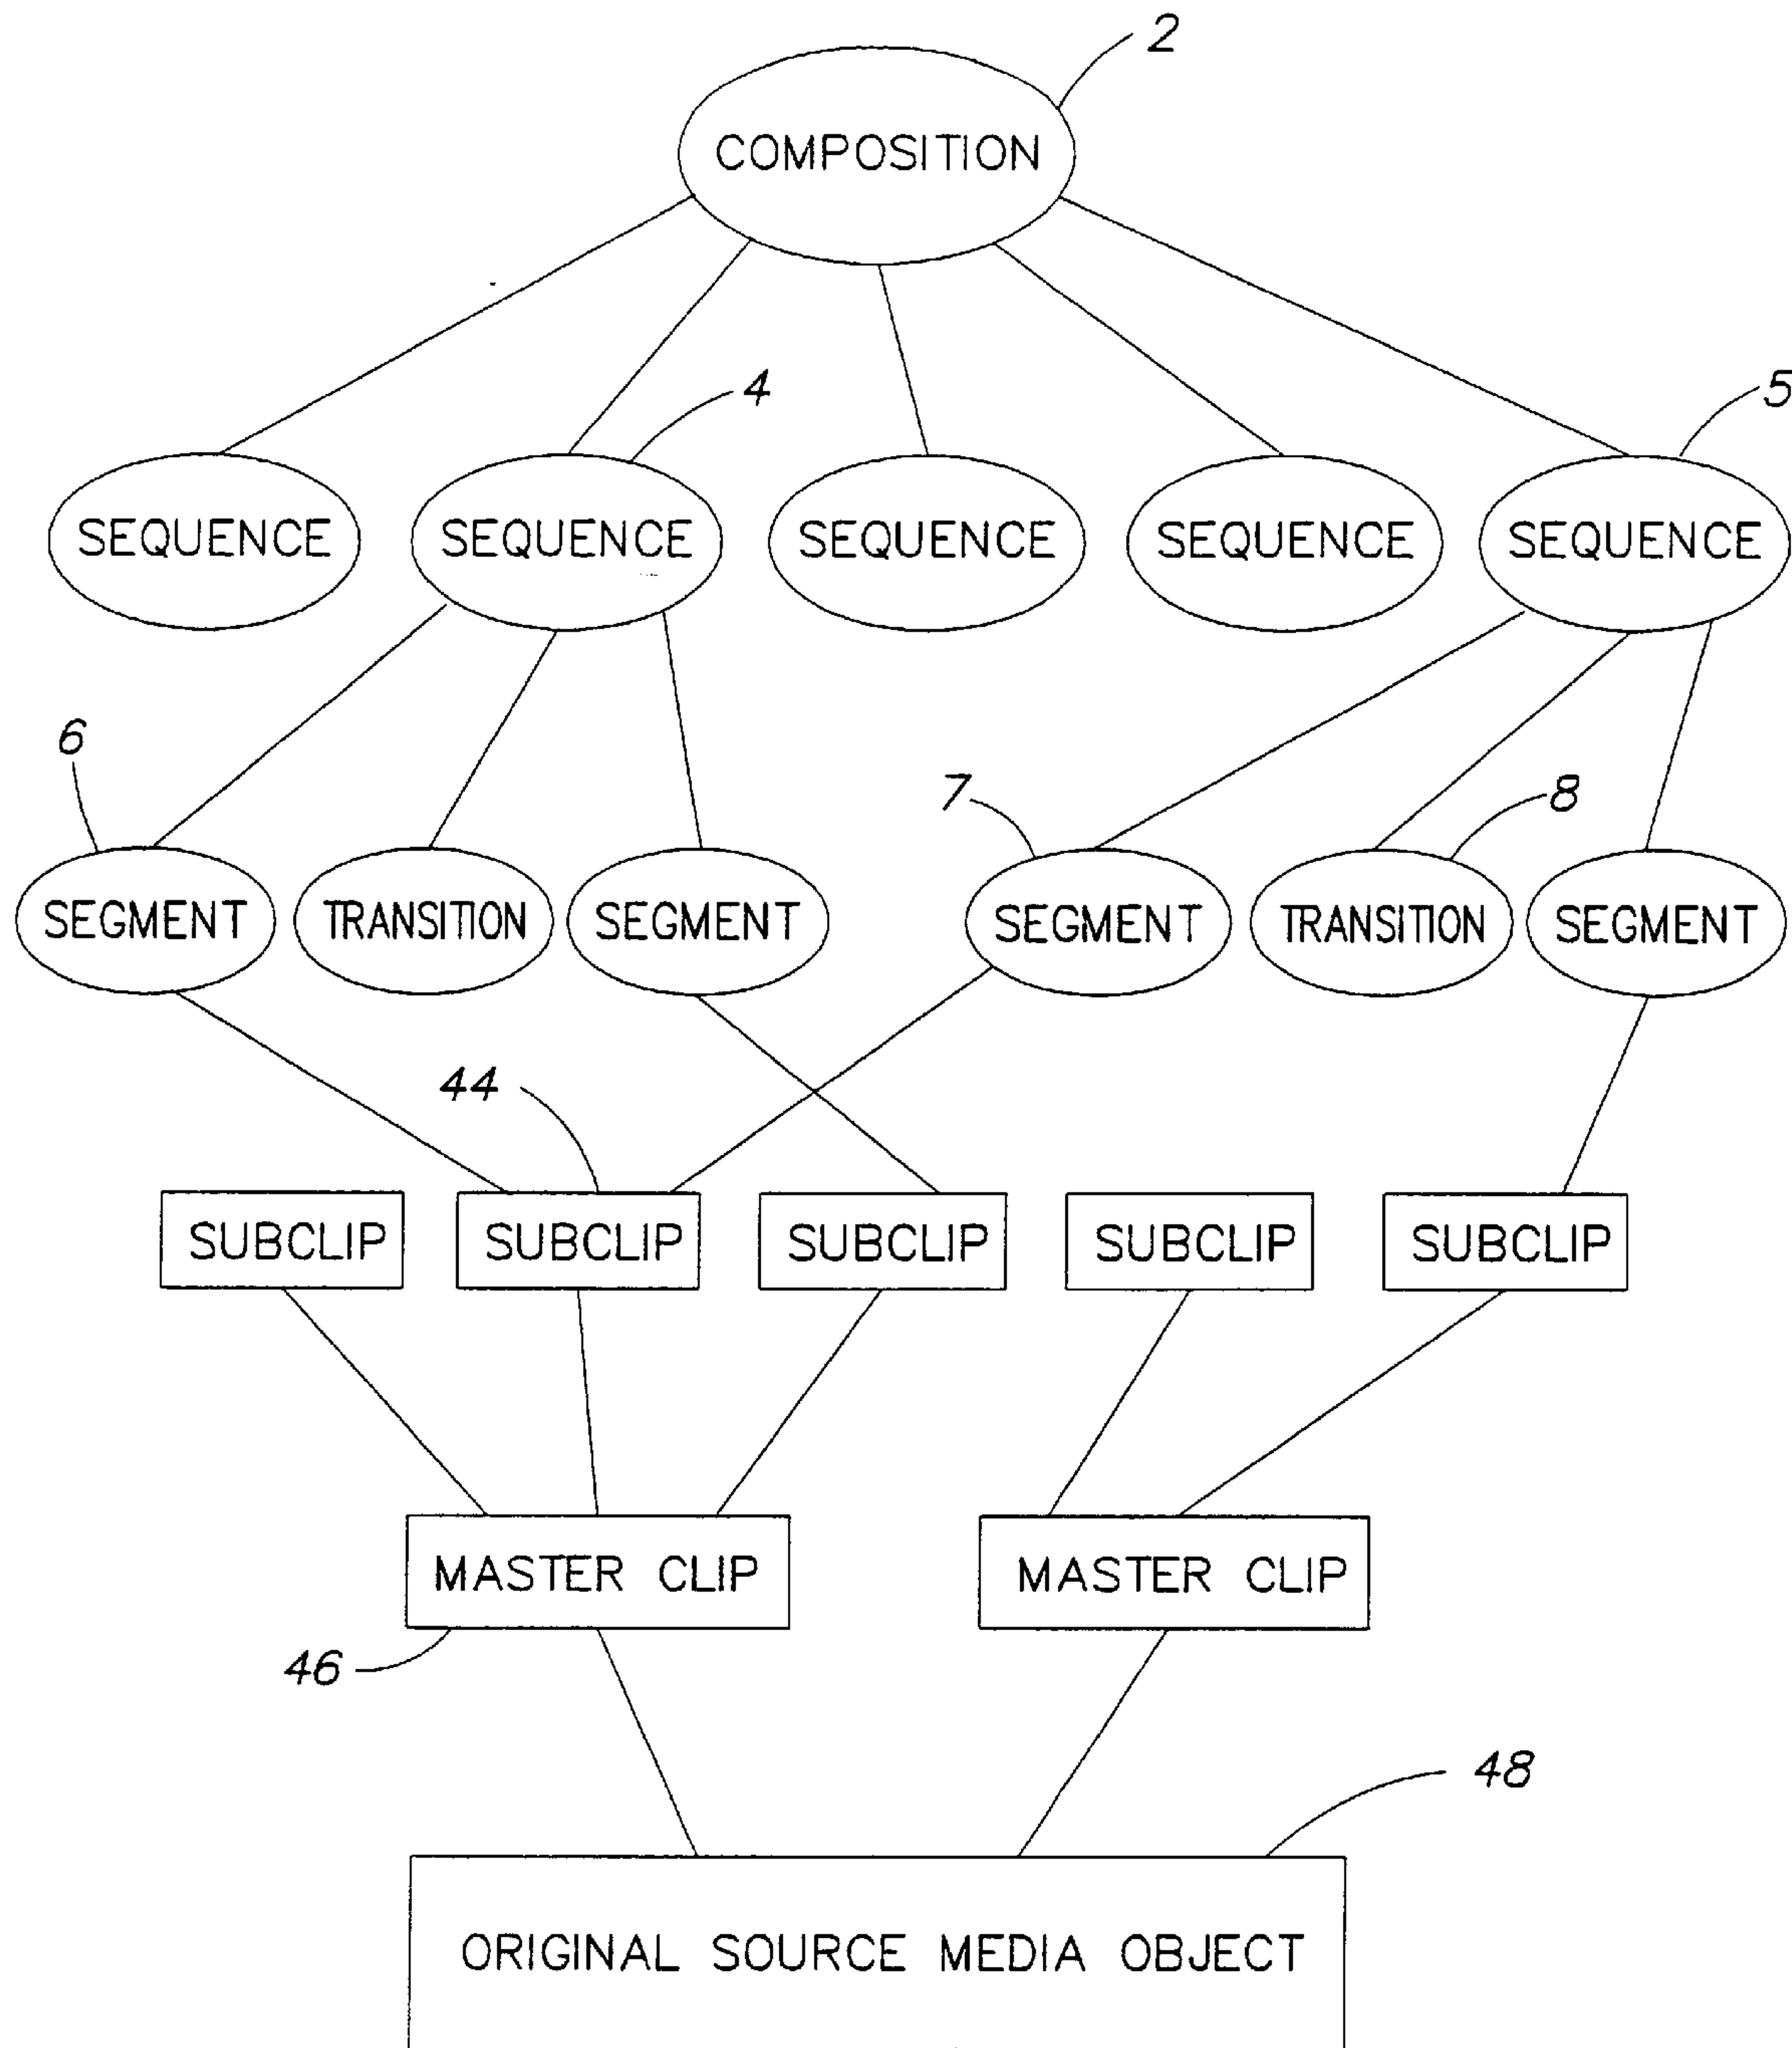 2
COMPOSITION
4
5
SEQUENCE SEQUENCE SEQUENCE SEQUENCE SEQUENCE
6
7
8
SEGMENT TRANSITION SEGMENT SEGMENT TRANSITION SEGMENT
44
SUBCLIP SUBCLIP SUBCLIP SUBCLIP SUBCLIP
MASTER CLIP MASTER CLIP
46
48
ORIGINAL SOURCE MEDIA OBJECT